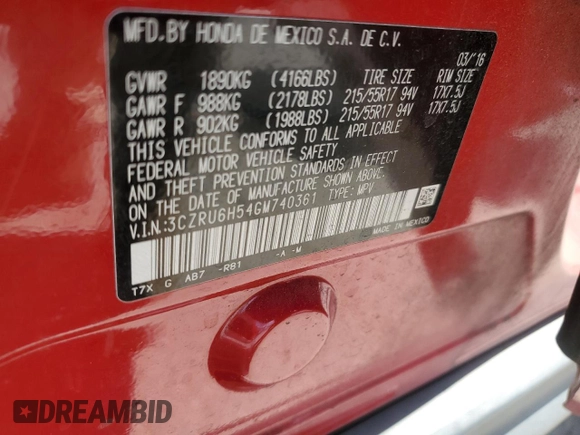 MFD. BY HONDA DE MEXICO S.A. DE C.V.
03/'16
GVWR 1890KG (4166LBS) TIRE SIZE RIM SIZE
GAWR F 988KG (2178LBS) 215/55R17 94V 17X7.5J
GAWR R 902KG (1988LBS) 215/55R17 94V 17X7.5J
THIS VEHICLE CONFORMS TO ALL APPLICABLE
FEDERAL MOTOR VEHICLE SAFETY
AND THEFT PREVENTION STANDARDS IN EFFECT
ON THE DATE OF MANUFACTURE SHOWN ABOVE.
V.I.N:3CZRU6H54GM740361 TYPE: MPV
MADE IN MEXICO
T7X G AB7 -R81 -A -M
DREAMBID